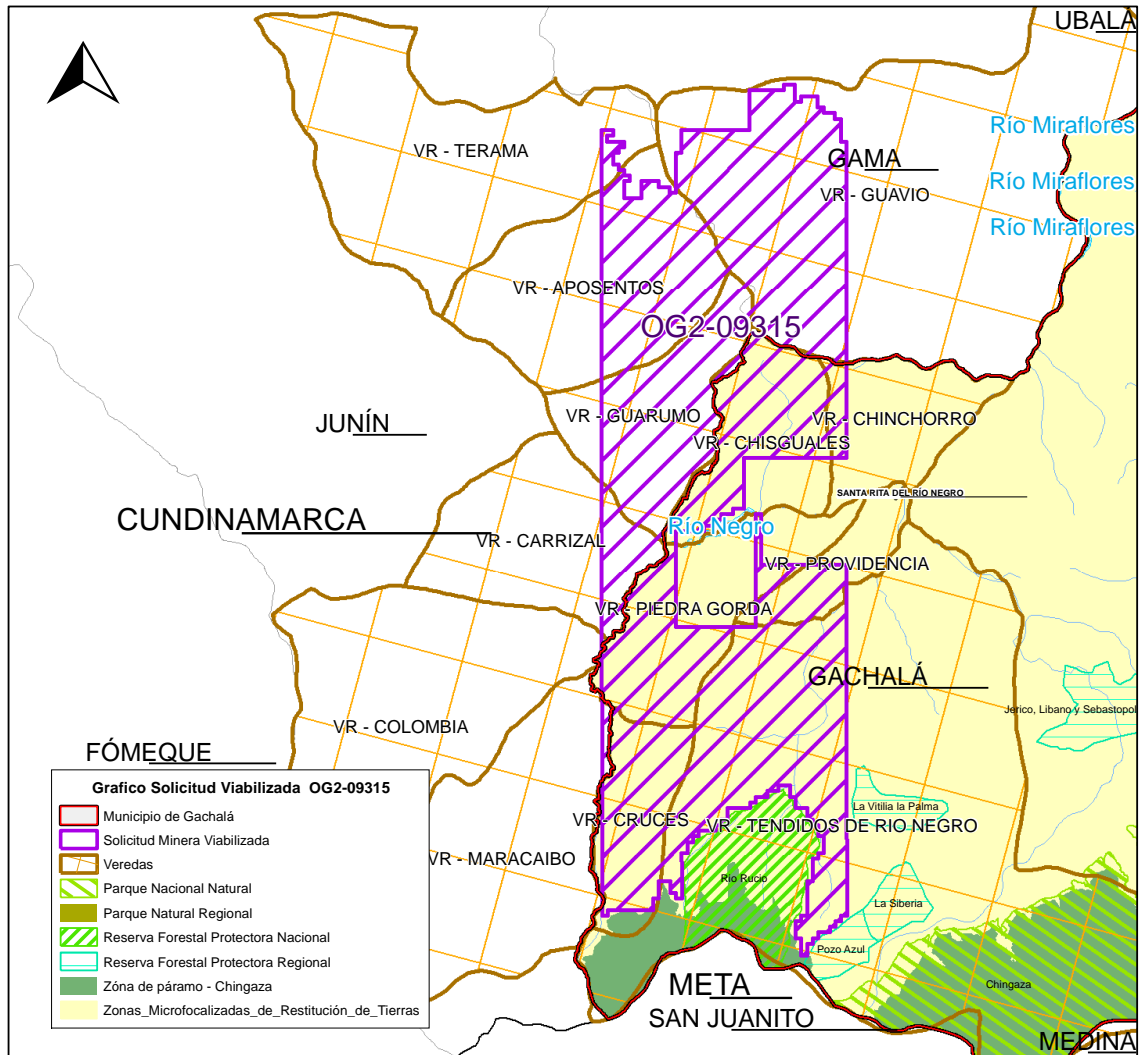 UBALÁ
Río Miraflores
VR - TERAMA
GAMA
Río Miraflores
VR - GUAVIO
Río Miraflores
VR - APOSENTOS
OG2-09315
VR - GUARUMO
VR - CHINCHORRO
JUNÍN
VR - CHISGUALES
SANTA RITA DEL RÍO NEGRO
CUNDINAMARCA
Río Negro
VR - CARRIZAL
VR - PROVIDENCIA
VR - PIEDRA GORDA
GACHALÁ
Jerico, Libano y Sebastopol
VR - COLOMBIA
FÓMEQUE
La Vitilia la Palma
VR - CRUCES
VR - TENDIDOS DE RIO NEGRO
VR - MARACAIBO
Río Rucio
La Siberia
Pozo Azul
Chingaza
META
SAN JUANITO
MEDINA
Grafico Solicitud Viabilizada OG2-09315
Municipio de Gachalá
Solicitud Minera Viabilizada
Veredas
Parque Nacional Natural
Parque Natural Regional
Reserva Forestal Protectora Nacional
Reserva Forestal Protectora Regional
Zóna de páramo - Chingaza
Zonas_Microfocalizadas_de_Restitución_de_Tierras